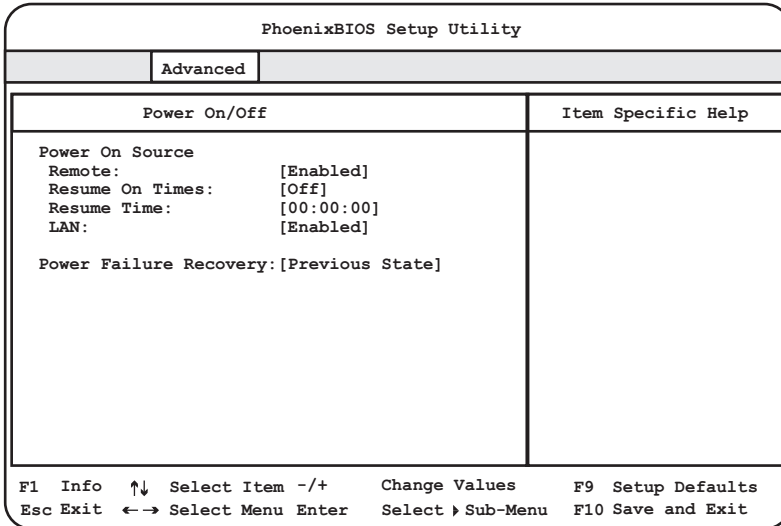 PhoenixBIOS Setup Utility
Advanced
Power On/Off
Item Specific Help
Power On Source
Remote: [Enabled]
Resume On Times: [Off]
Resume Time: [00:00:00]
LAN: [Enabled]
Power Failure Recovery: [Previous State]
F1 Info ↑↓ Select Item -/+ Change Values F9 Setup Defaults
Esc Exit ←→ Select Menu Enter Select ▸ Sub-Menu F10 Save and Exit